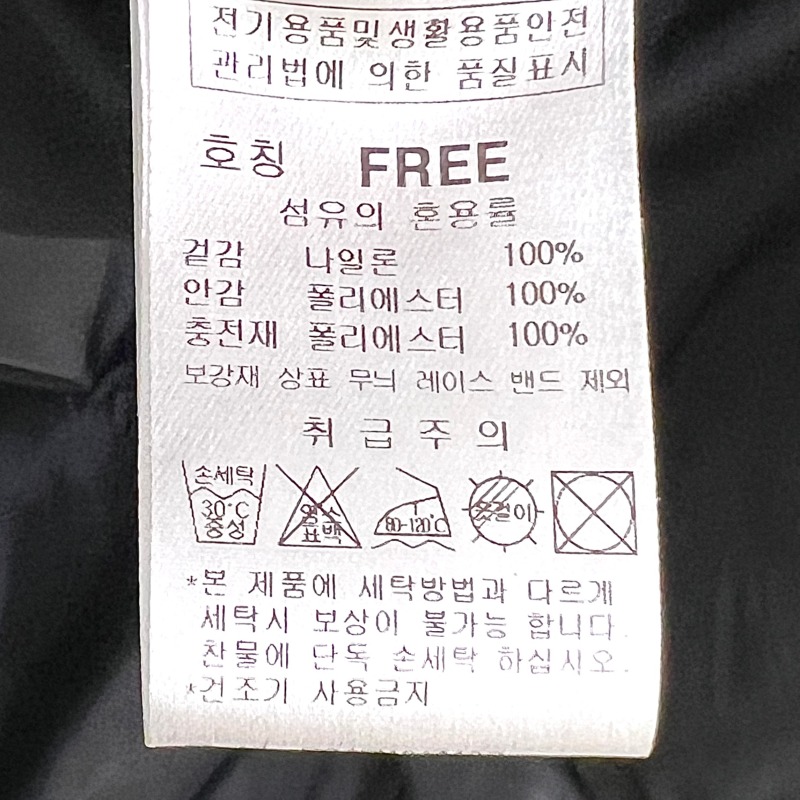 전기용품및생활용품안전
관리법에 의한 품질표시
호칭 FREE
섬유의 혼용률
겉감 나일론 100%
안감 폴리에스터 100%
충전재 폴리에스터 100%
보강재 상표 무늬 레이스 밴드 제외
취급주의
손세탁
30°C
중성
염소
표백
80-120°C
옷걸이
*본 제품에 세탁방법과 다르게
세탁시 보상이 불가능 합니다.
찬물에 단독 손세탁 하십시오.
*건조기 사용금지